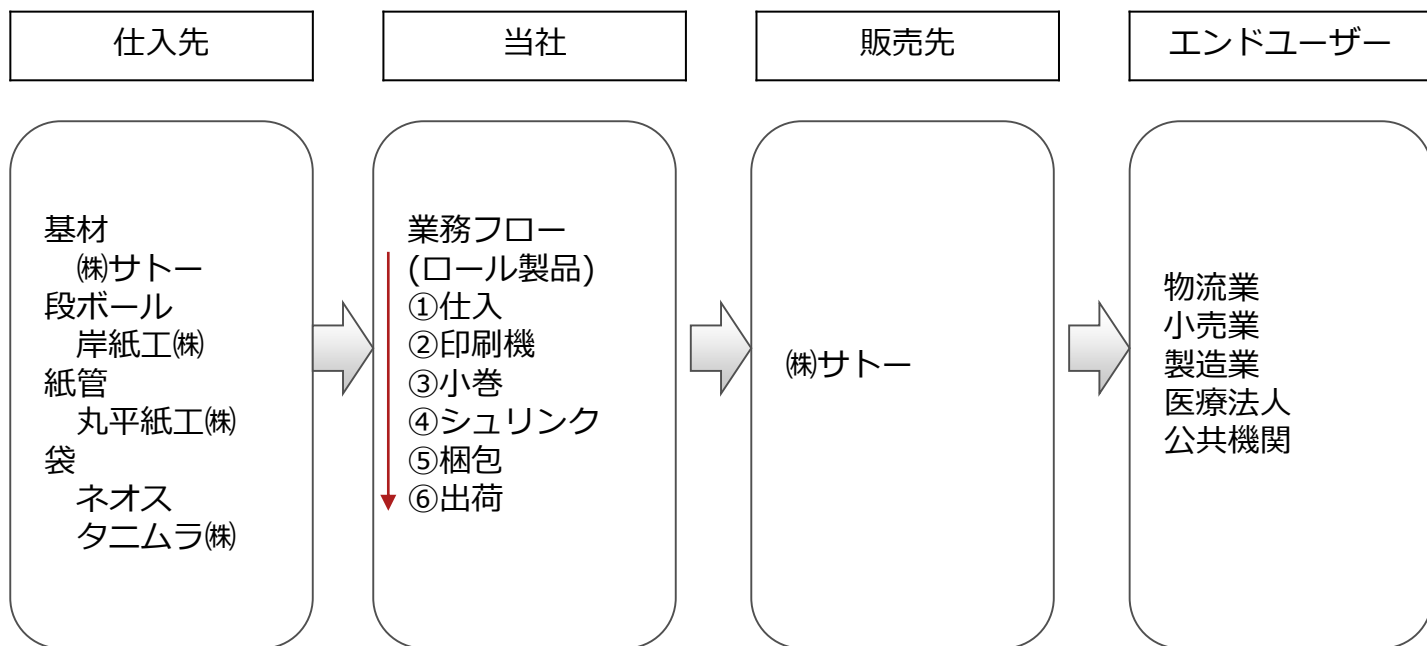 仕入先
当社
販売先
エンドユーザー
基材
㈱サトー
段ボール
岸紙工㈱
紙管
丸平紙工㈱
袋
ネオス
タニムラ㈱
業務フロー
(ロール製品)
①仕入
②印刷機
③小巻
④シュリンク
⑤梱包
⑥出荷
㈱サトー
物流業
小売業
製造業
医療法人
公共機関